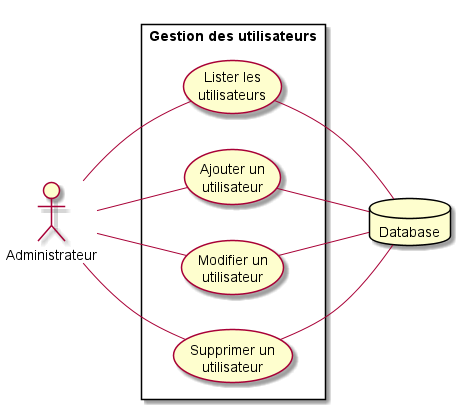 Gestion des utilisateurs
Lister les
utilisateurs
Ajouter un
utilisateur
Administrateur
Database
Modifier un
utilisateur
Supprimer un
utilisateur